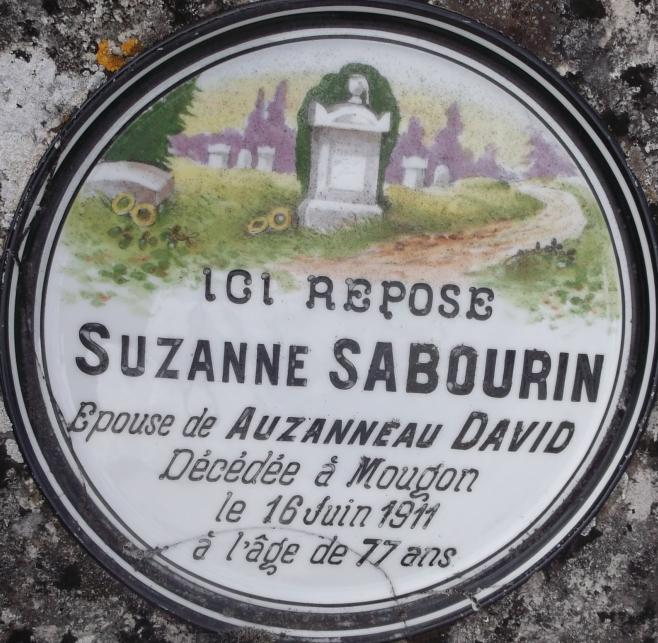 ICI REPOSE
SUZANNE SABOURIN
Epouse de AUZANNEAU DAVID
Décédée à Mougon
le 16 Juin 1911
à l'âge de 77 ans